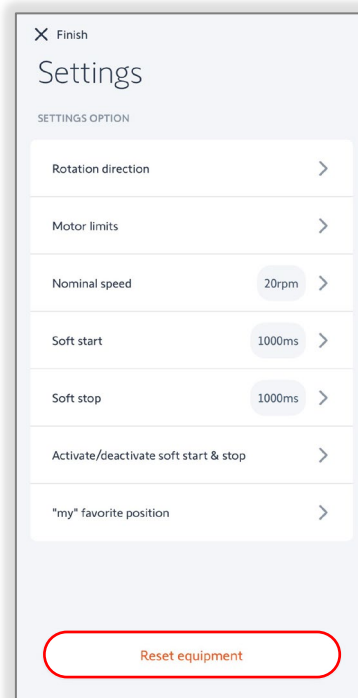 Finish
Settings
SETTINGS OPTION
Rotation direction
Motor limits
Nominal speed 20rpm
Soft start 1000ms
Soft stop 1000ms
Activate/deactivate soft start & stop
"my" favorite position
Reset equipment